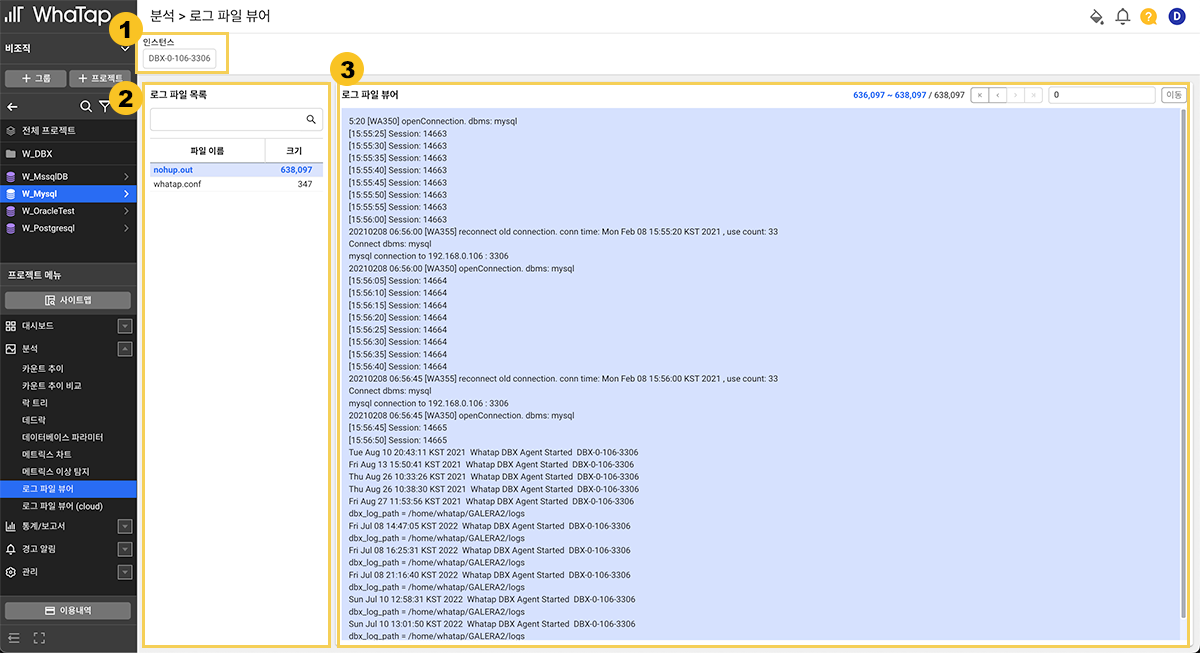 WhaTap
분석 > 로그 파일 뷰어
D
비조직
+ 그룹
+ 프로젝트
전체 프로젝트
W_DBX
W_MssqlDB
W_Mysql
W_OracleTest
W_Postgresql
프로젝트 메뉴
사이트맵
대시보드
분석
카운트 추이
카운트 추이 비교
락 트리
데드락
데이터베이스 파라미터
메트릭스 차트
메트릭스 이상 탐지
로그 파일 뷰어
로그 파일 뷰어 (cloud)
통계/보고서
경고 알림
관리
이용내역
1
인스턴스
DBX-0-106-3306
2
로그 파일 목록
파일 이름 크기
nohup.out 638,097
whatap.conf 347
3
로그 파일 뷰어
636,097 ~ 638,097 / 638,097 « ‹ › » 0 이동
5:20 [WA350] openConnection. dbms: mysql
[15:55:25] Session: 14663
[15:55:30] Session: 14663
[15:55:35] Session: 14663
[15:55:40] Session: 14663
[15:55:45] Session: 14663
[15:55:50] Session: 14663
[15:55:55] Session: 14663
[15:56:00] Session: 14663
20210208 06:56:00 [WA355] reconnect old connection. conn time: Mon Feb 08 15:55:20 KST 2021 , use count: 33
Connect dbms: mysql
mysql connection to 192.168.0.106 : 3306
20210208 06:56:00 [WA350] openConnection. dbms: mysql
[15:56:05] Session: 14664
[15:56:10] Session: 14664
[15:56:15] Session: 14664
[15:56:20] Session: 14664
[15:56:25] Session: 14664
[15:56:30] Session: 14664
[15:56:35] Session: 14664
[15:56:40] Session: 14664
20210208 06:56:45 [WA355] reconnect old connection. conn time: Mon Feb 08 15:56:00 KST 2021 , use count: 33
Connect dbms: mysql
mysql connection to 192.168.0.106 : 3306
20210208 06:56:45 [WA350] openConnection. dbms: mysql
[15:56:45] Session: 14665
[15:56:50] Session: 14665
Tue Aug 10 20:43:11 KST 2021 Whatap DBX Agent Started DBX-0-106-3306
Fri Aug 13 15:50:41 KST 2021 Whatap DBX Agent Started DBX-0-106-3306
Thu Aug 26 10:33:26 KST 2021 Whatap DBX Agent Started DBX-0-106-3306
Thu Aug 26 10:38:30 KST 2021 Whatap DBX Agent Started DBX-0-106-3306
Fri Aug 27 11:53:56 KST 2021 Whatap DBX Agent Started DBX-0-106-3306
dbx_log_path = /home/whatap/GALERA2/logs
Fri Jul 08 14:47:05 KST 2022 Whatap DBX Agent Started DBX-0-106-3306
dbx_log_path = /home/whatap/GALERA2/logs
Fri Jul 08 16:25:31 KST 2022 Whatap DBX Agent Started DBX-0-106-3306
dbx_log_path = /home/whatap/GALERA2/logs
Fri Jul 08 21:16:40 KST 2022 Whatap DBX Agent Started DBX-0-106-3306
dbx_log_path = /home/whatap/GALERA2/logs
Sun Jul 10 12:58:31 KST 2022 Whatap DBX Agent Started DBX-0-106-3306
dbx_log_path = /home/whatap/GALERA2/logs
Sun Jul 10 13:01:50 KST 2022 Whatap DBX Agent Started DBX-0-106-3306
dbx_log_path = /home/whatap/GALERA2/logs